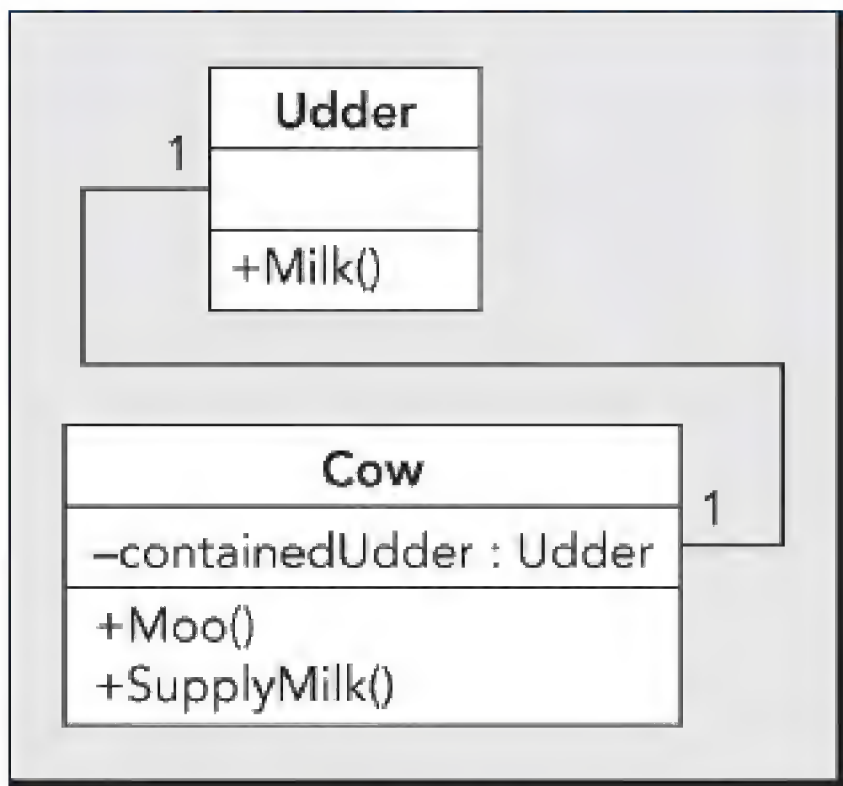 Udder
1
+Milk()
Cow
1
–containedUdder : Udder
+Moo()
+SupplyMilk()